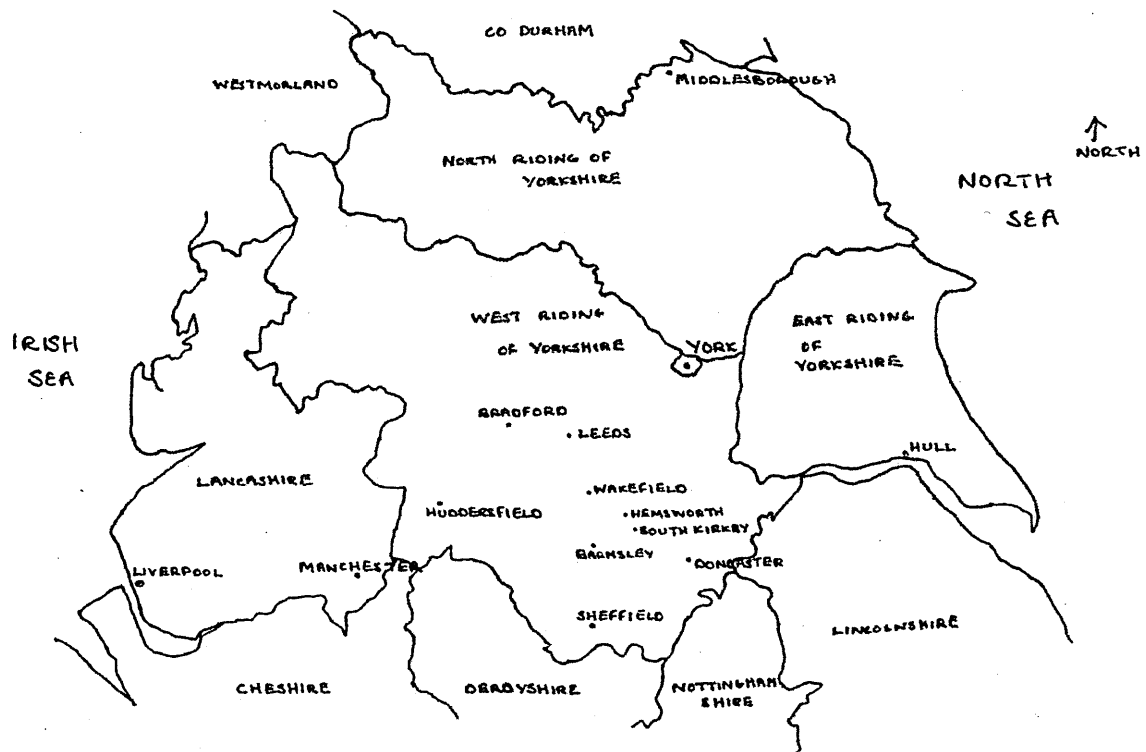 CO DURHAM
WESTMORLAND
MIDDLESBOROUGH
NORTH
NORTH RIDING OF
YORKSHIRE
NORTH
SEA
IRISH
SEA
WEST RIDING
OF YORKSHIRE
YORK
EAST RIDING
OF
YORKSHIRE
BRADFORD
LEEDS
HULL
LANCASHIRE
WAKEFIELD
HUDDERSFIELD
HEMSWORTH
SOUTH KIRKBY
BARNSLEY
DONCASTER
LIVERPOOL
MANCHESTER
SHEFFIELD
LINCOLNSHIRE
CHESHIRE
DERBYSHIRE
NOTTINGHAM
SHIRE